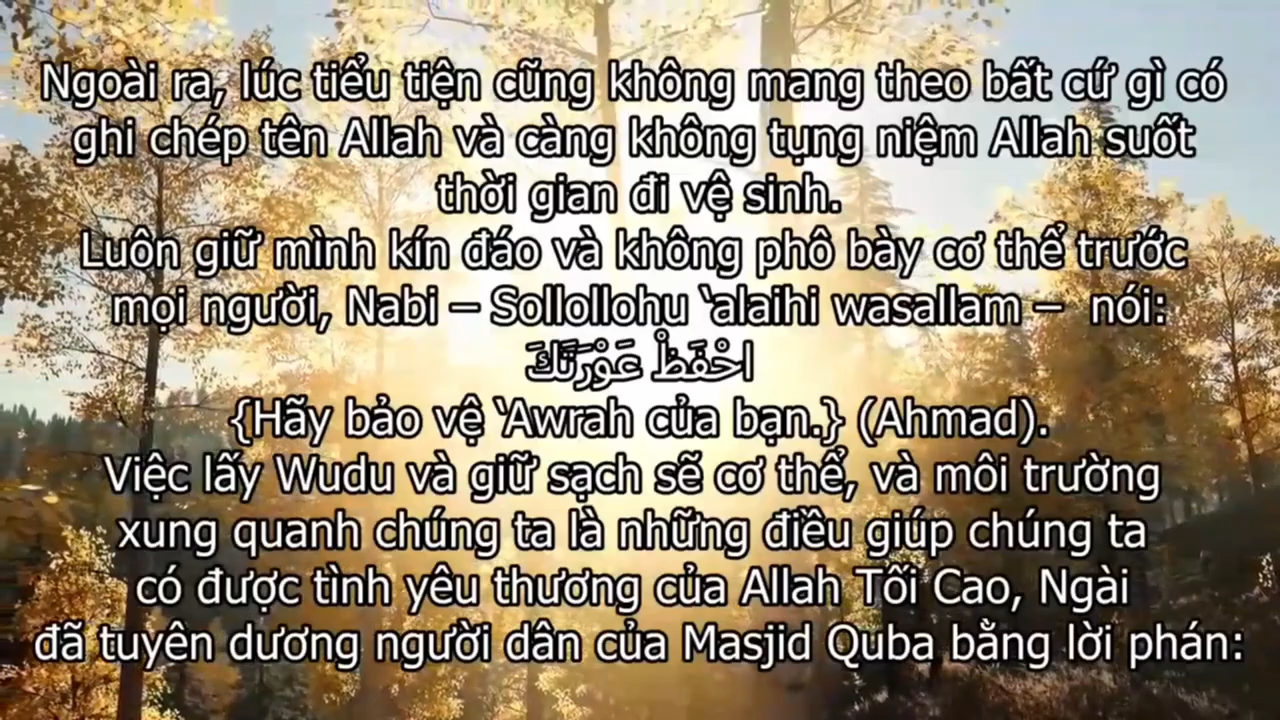 Ngoài ra, lúc tiểu tiện cũng không mang theo bất cứ gì có
ghi chép tên Allah và càng không tụng niệm Allah suốt
thời gian đi vệ sinh.
Luôn giữ mình kín đáo và không phô bày cơ thể trước
mọi người, Nabi – Sollollohu ‘alaihi wasallam –  nói:
احْفَظْ عَوْرَتَكَ
{Hãy bảo vệ ‘Awrah của bạn.} (Ahmad).
Việc lấy Wudu và giữ sạch sẽ cơ thể, và môi trường
xung quanh chúng ta là những điều giúp chúng ta
có được tình yêu thương của Allah Tối Cao, Ngài
đã tuyên dương người dân của Masjid Quba bằng lời phán: